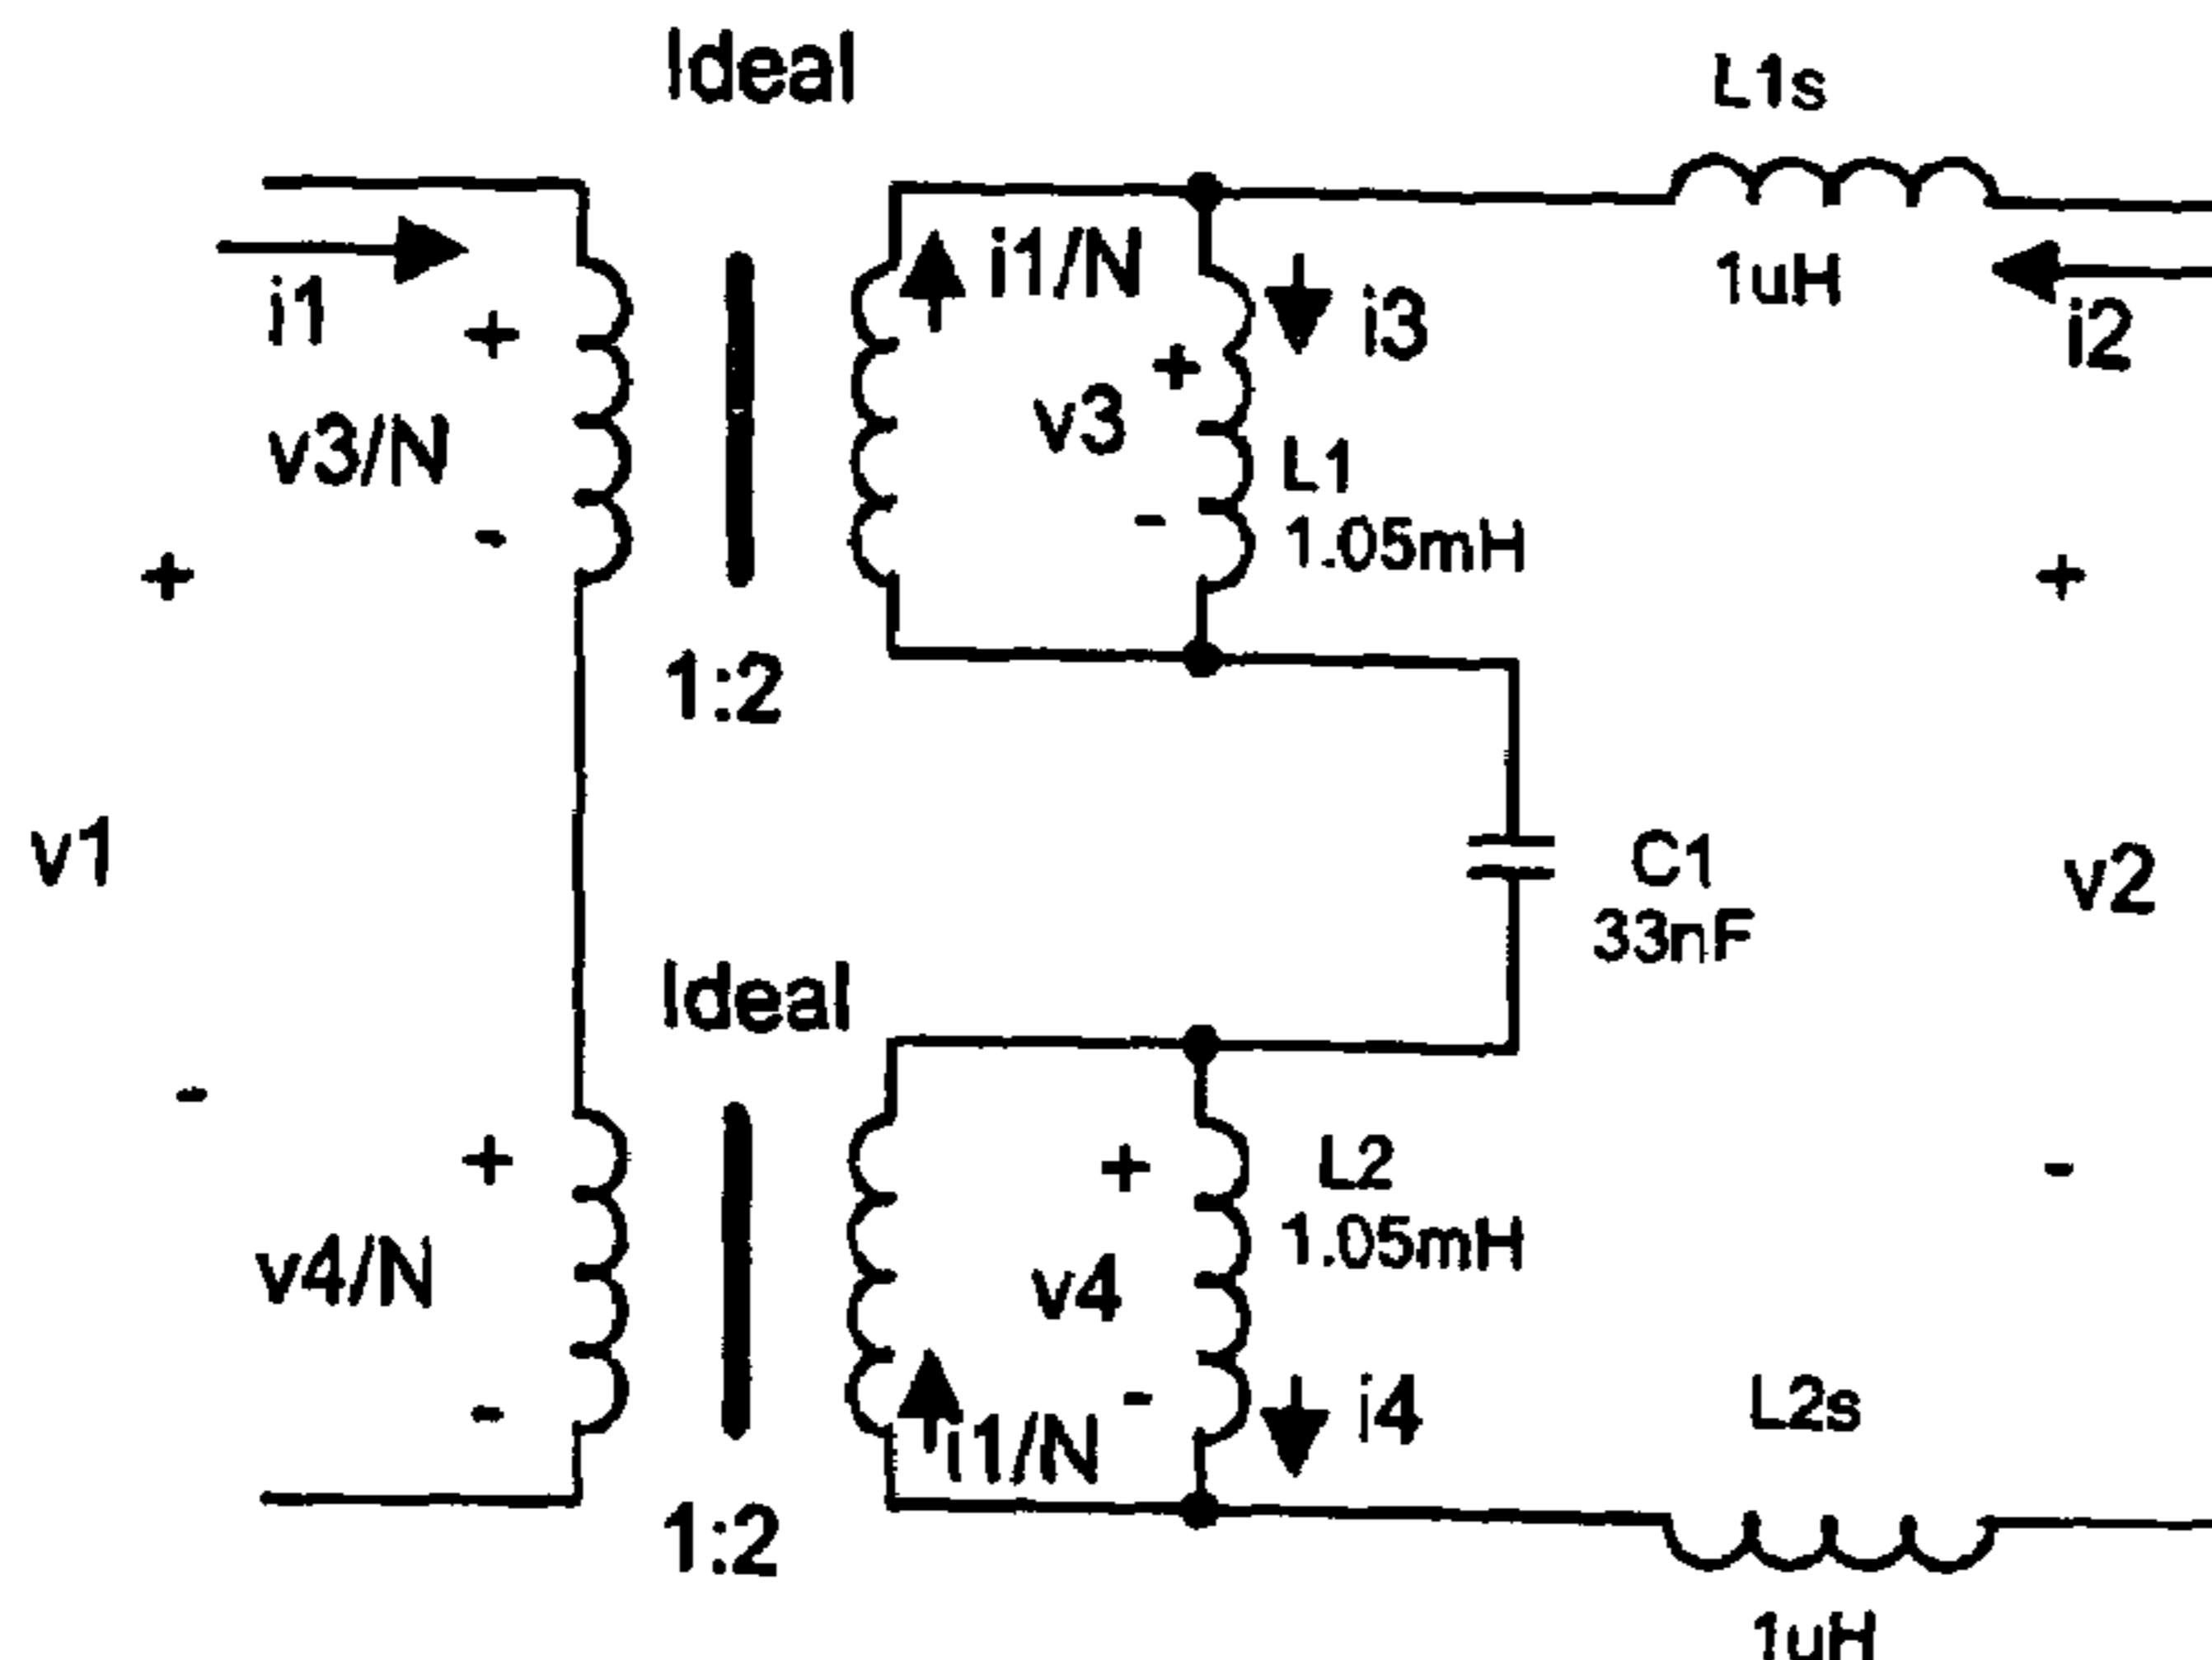 Ideal
L1s
i1
+
v3/N
-
i1/N
i3
+
v3
-
L1
1.05mH
1uH
i2
+
v1
-
1:2
C1
33nF
+
v2
-
Ideal
+
v4/N
-
+
v4
-
L2
1.05mH
i1/N
i4
L2s
1:2
1uH